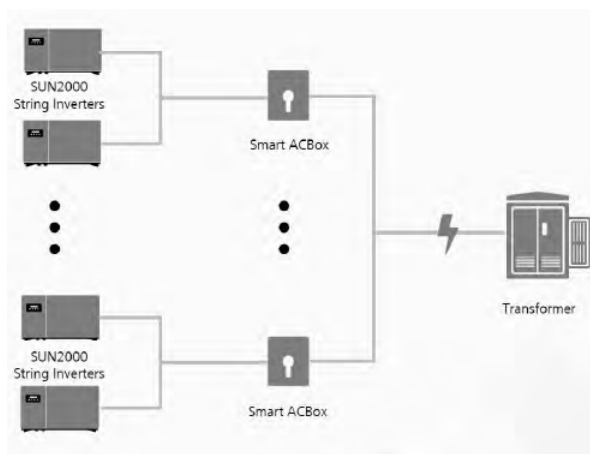 SUN2000
String Inverters
Smart ACBox
Transformer
SUN2000
String Inverters
Smart ACBox